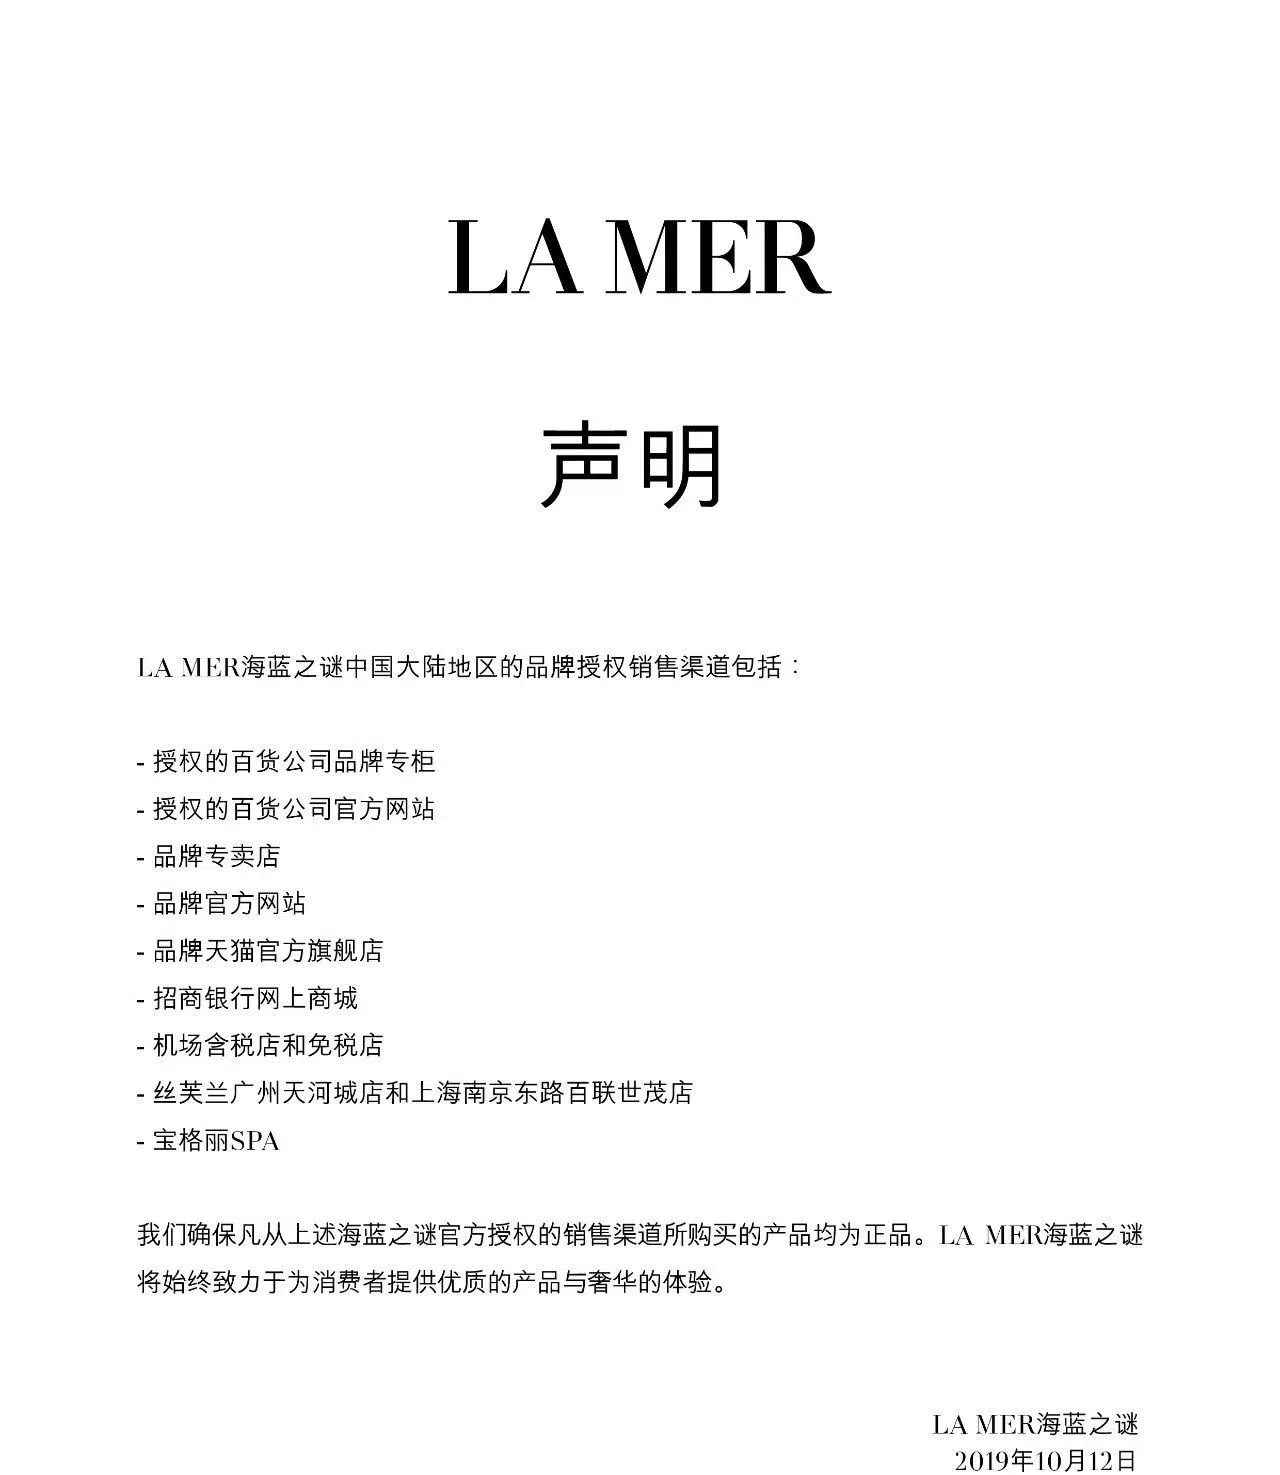 LA MER
声明
LA MER海蓝之谜中国大陆地区的品牌授权销售渠道包括：
- 授权的百货公司品牌专柜
- 授权的百货公司官方网站
- 品牌专卖店
- 品牌官方网站
- 品牌天猫官方旗舰店
- 招商银行网上商城
- 机场含税店和免税店
- 丝芙兰广州天河城店和上海南京东路百联世茂店
- 宝格丽SPA
我们确保凡从上述海蓝之谜官方授权的销售渠道所购买的产品均为正品。LA MER海蓝之谜
将始终致力于为消费者提供优质的产品与奢华的体验。
LA MER海蓝之谜
2019年10月12日